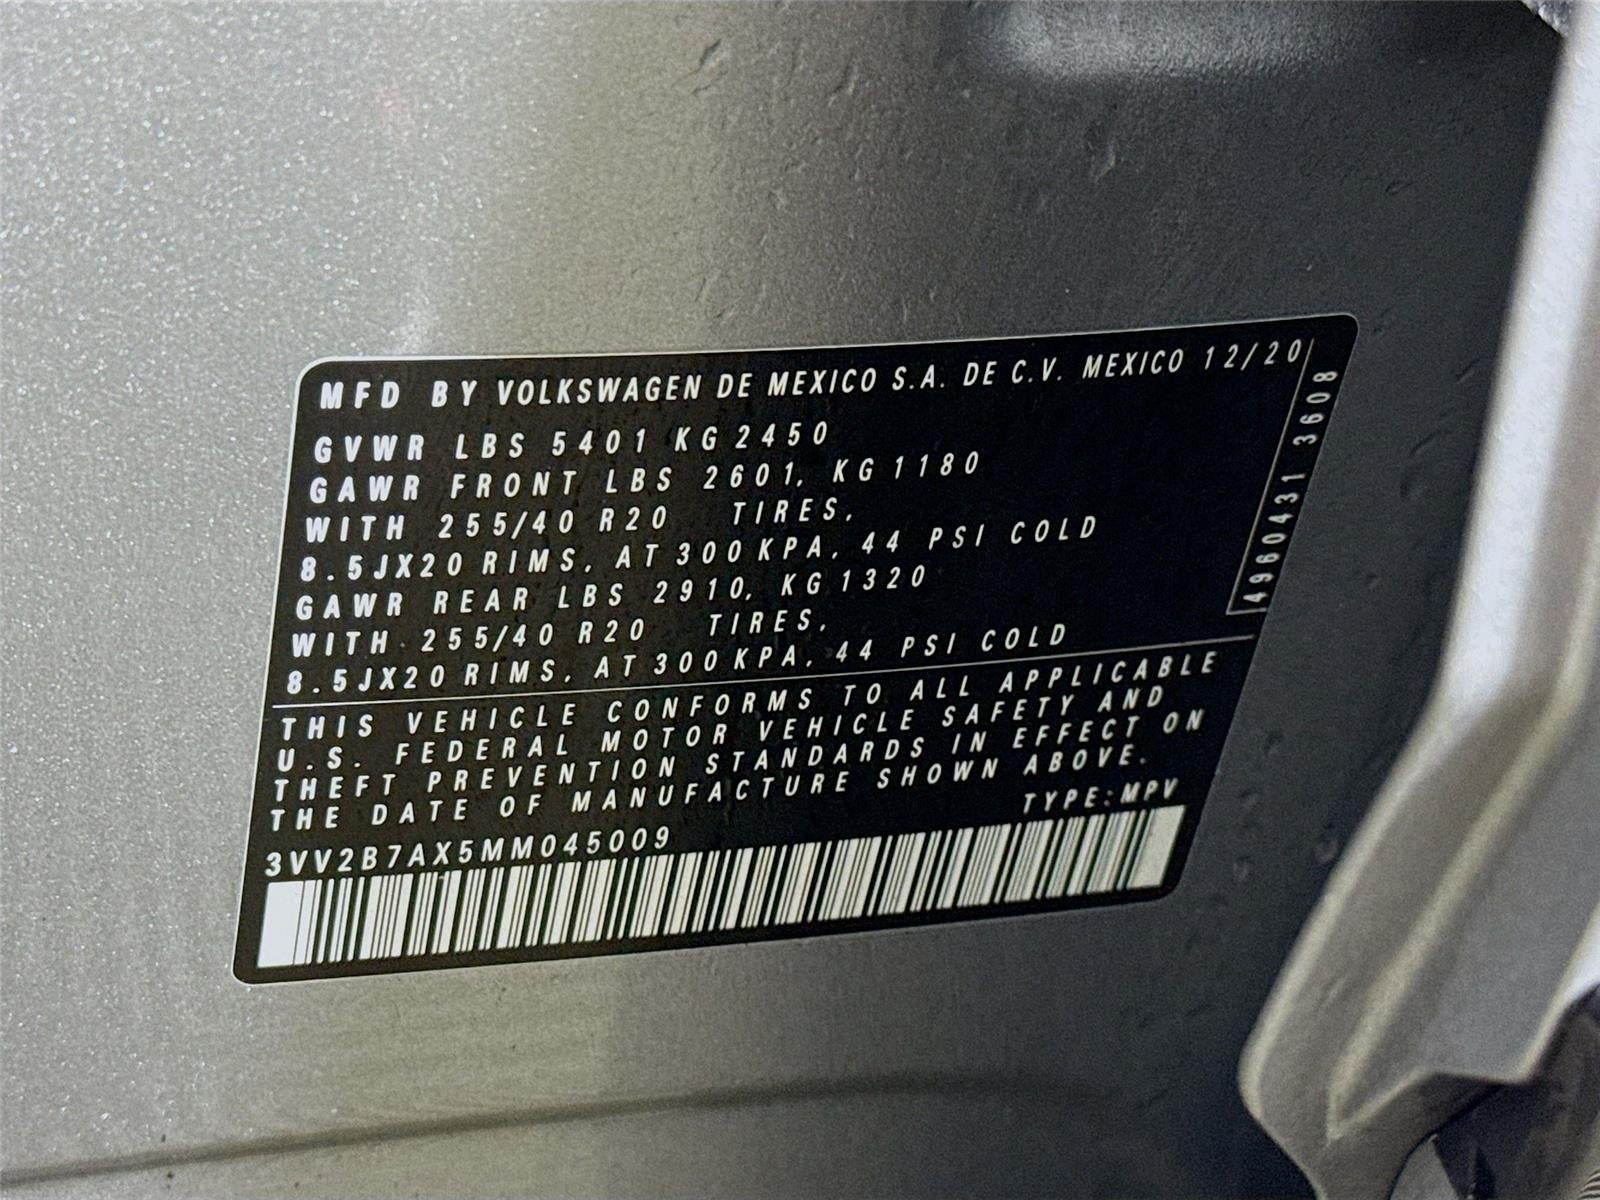 MFD BY VOLKSWAGEN DE MEXICO S.A. DE C.V. MEXICO 12/20
GVWR LBS 5401 KG 2450
GAWR FRONT LBS 2601, KG 1180
WITH 255/40 R20 TIRES,
8.5JX20 RIMS, AT 300 KPA, 44 PSI COLD
GAWR REAR LBS 2910, KG 1320
WITH 255/40 R20 TIRES,
8.5JX20 RIMS, AT 300 KPA, 44 PSI COLD
4960431 3608
THIS VEHICLE CONFORMS TO ALL APPLICABLE
U.S. FEDERAL MOTOR VEHICLE SAFETY AND
THEFT PREVENTION STANDARDS IN EFFECT ON
THE DATE OF MANUFACTURE SHOWN ABOVE.
TYPE:MPV
3VV2B7AX5MM045009